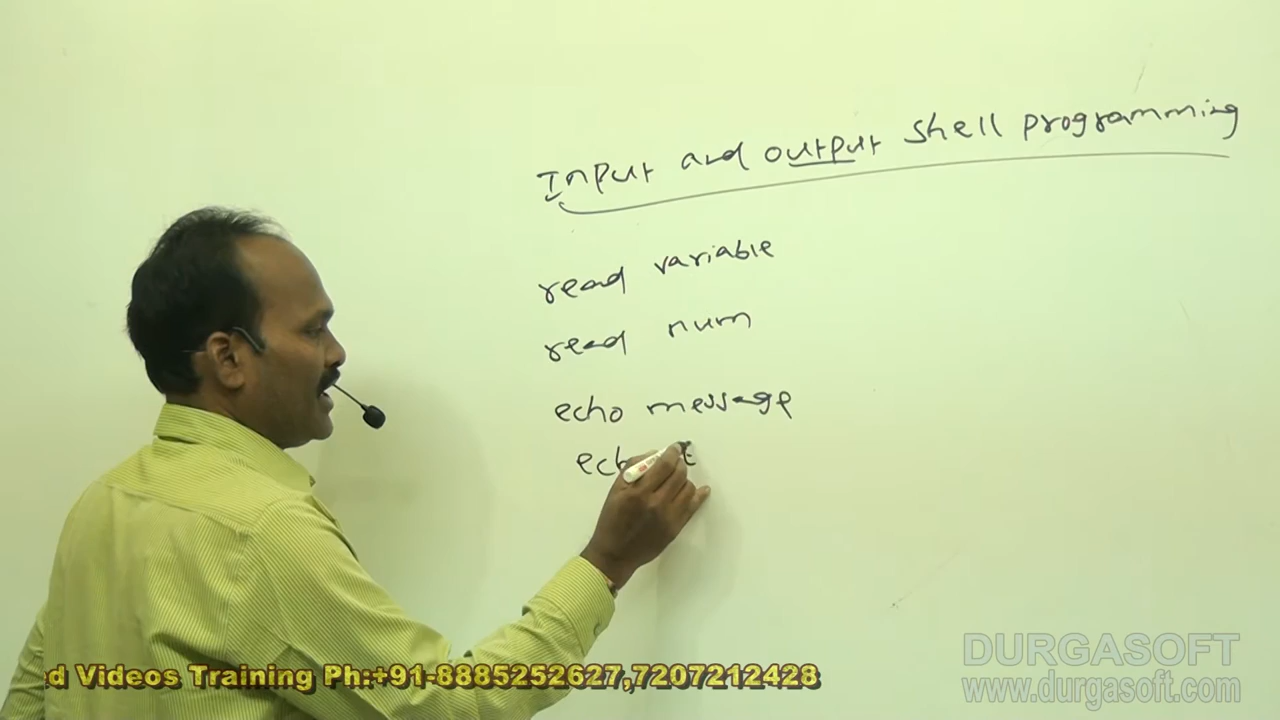 Input and output shell programming
read variable
read num
echo message
ed Videos Training Ph:+91-8885252627,7207212428
DURGASOFT
www.durgasoft.com